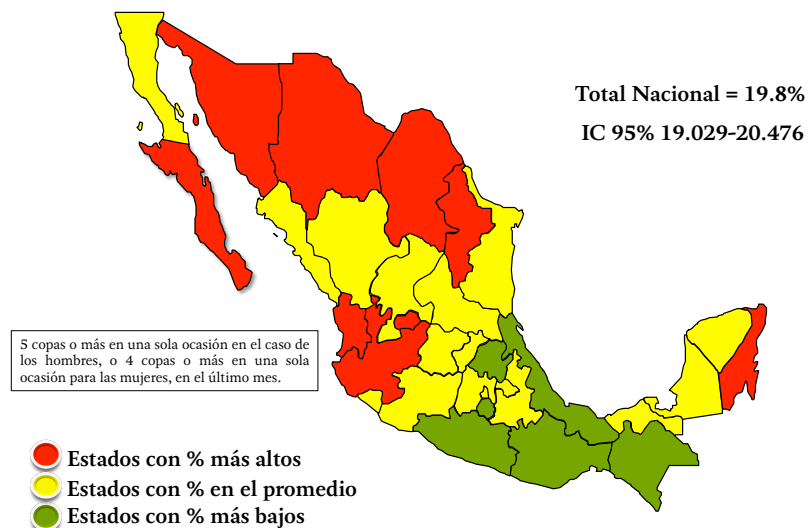 Total Nacional = 19.8%
IC 95% 19.029-20.476
5 copas o más en una sola ocasión en el caso de
los hombres, o 4 copas o más en una sola
ocasión para las mujeres, en el último mes.
Estados con % más altos
Estados con % en el promedio
Estados con % más bajos